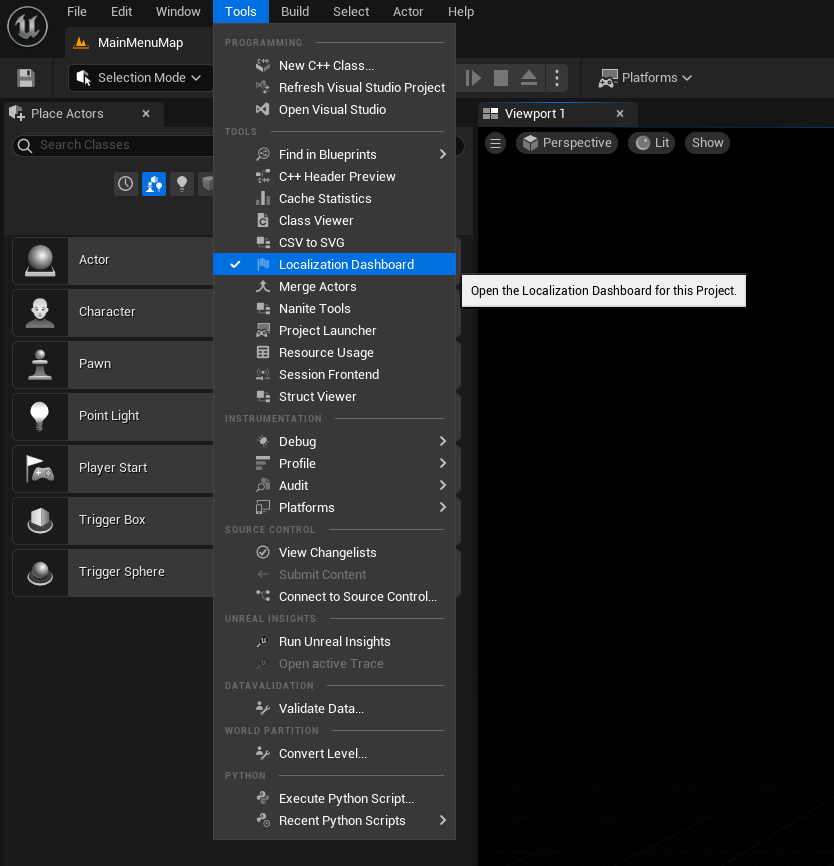 File Edit Window Tools Build Select Actor Help
MainMenuMap
Selection Mode
Platforms
Place Actors
Search Classes
Actor
Character
Pawn
Point Light
Player Start
Trigger Box
Trigger Sphere
PROGRAMMING
New C++ Class...
Refresh Visual Studio Project
Open Visual Studio
TOOLS
Find in Blueprints
C++ Header Preview
Cache Statistics
Class Viewer
CSV to SVG
Localization Dashboard
Merge Actors
Nanite Tools
Project Launcher
Resource Usage
Session Frontend
Struct Viewer
INSTRUMENTATION
Debug
Profile
Audit
Platforms
SOURCE CONTROL
View Changelists
Submit Content
Connect to Source Control...
UNREAL INSIGHTS
Run Unreal Insights
Open active Trace
DATAVALIDATION
Validate Data...
WORLD PARTITION
Convert Level...
PYTHON
Execute Python Script...
Recent Python Scripts
Viewport 1
Perspective Lit Show
Open the Localization Dashboard for this Project.